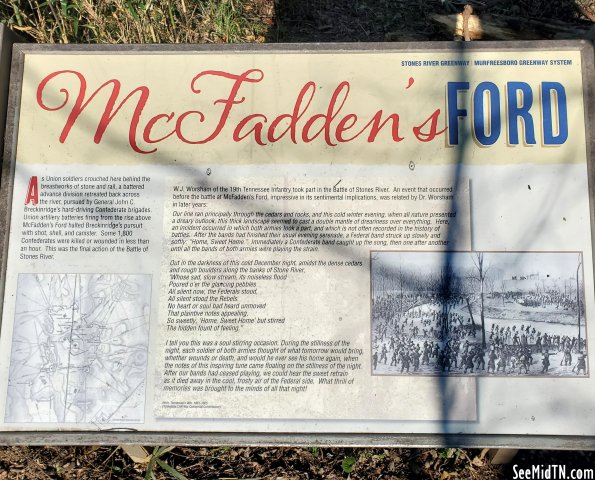 STONES RIVER GREENWAY | MURFREESBORO GREENWAY SYSTEM
McFadden's FORD
As Union soldiers crouched here behind the
breastworks of stone and rail, a battered
advance division retreated back across
the river, pursued by General John C.
Breckinridge's hard-driving Confederate brigades.
Union artillery batteries firing from the rise above
McFadden's Ford halted Breckinridge's pursuit
with shot, shell, and canister. Some 1,800
Confederates were killed or wounded in less than
an hour. This was the final action of the Battle of
Stones River.
W.J. Worsham of the 19th Tennessee Infantry took part in the Battle of Stones River. An event that occurred
before the battle at McFadden's Ford, impressive in its sentimental implications, was related by Dr. Worsham
in later years:
Our line ran principally through the cedars and rocks, and this cold winter evening, when all nature presented
a dreary outlook, this thick landscape seemed to cast a double mantle of dreariness over everything. Here,
an incident occurred in which both armies took a part, and which is not often recorded in the history of
battles. After the bands had finished their usual evening serenade, a Federal band struck up slowly and
softly, "Home, Sweet Home". Immediately a Confederate band caught up the song, then one after another
until all the bands of both armies were playing the strain.
Out in the darkness of this cold December night, amidst the dense cedars
and rough boulders along the banks of Stone River,
"Whose sad, slow stream, its noiseless flood
Poured o'er the glancing pebbles
All silent now, the Federals stood,
All silent stood the Rebels
No heart or soul had heard unmoved
That plaintive notes appealing.
So sweetly, 'Home, Sweet Home' but stirred
The hidden fount of feeling."
I tell you this was a soul stirring occasion. During the stillness of the
night, each soldier of both armies thought of what tomorrow would bring,
whether wounds or death, and would he ever see his home again, when
the notes of this inspiring tune came floating on the stillness of the night.
After our bands had ceased playing, we could hear the sweet refrain
as it died away in the cool, frosty air of the Federal side. What thrill of
memories was brought to the minds of all that night!
SeeMidTN.com